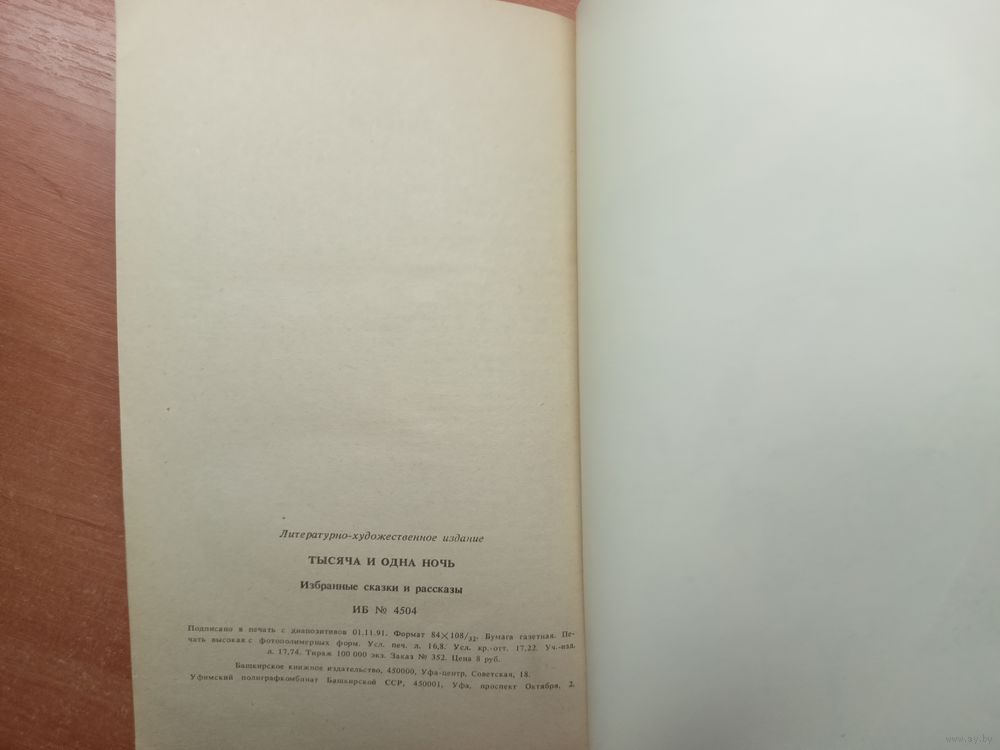 Литературно-художественное издание
ТЫСЯЧА И ОДНА НОЧЬ
Избранные сказки и рассказы
ИБ № 4504
Подписано в печать с диапозитивов 01.11.91. Формат 84×108/32. Бумага газетная. Пе-
чать высокая с фотополимерных форм. Усл. печ. л. 16,8. Усл. кр.-отт. 17,22. Уч.-изд.
л. 17,74. Тираж 100 000 экз. Заказ № 352. Цена 8 руб.
Башкирское книжное издательство, 450000, Уфа-центр, Советская, 18.
Уфимский полиграфкомбинат Башкирской ССР, 450001, Уфа, проспект Октября, 2.
www.ay.by